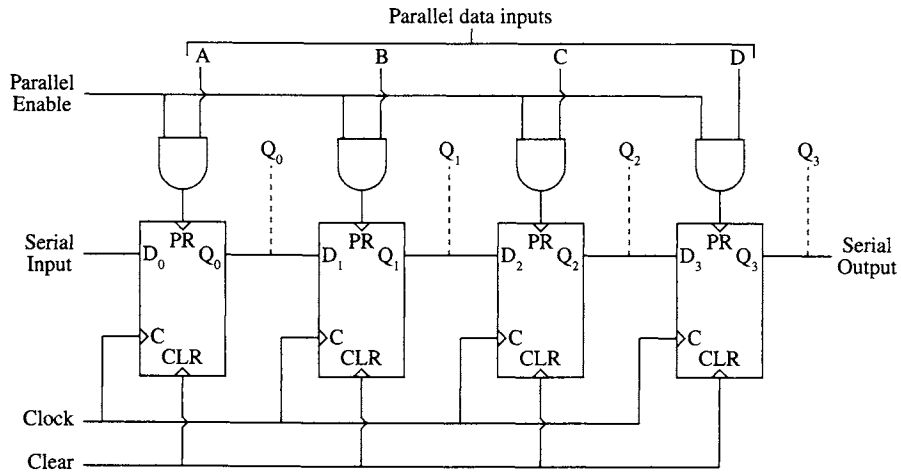 Parallel data inputs
A B C D
Parallel
Enable
Q₀ Q₁ Q₂ Q₃
PR PR PR PR
Serial
Input
D₀ Q₀ D₁ Q₁ D₂ Q₂ D₃ Q₃
Serial
Output
C C C C
CLR CLR CLR CLR
Clock
Clear